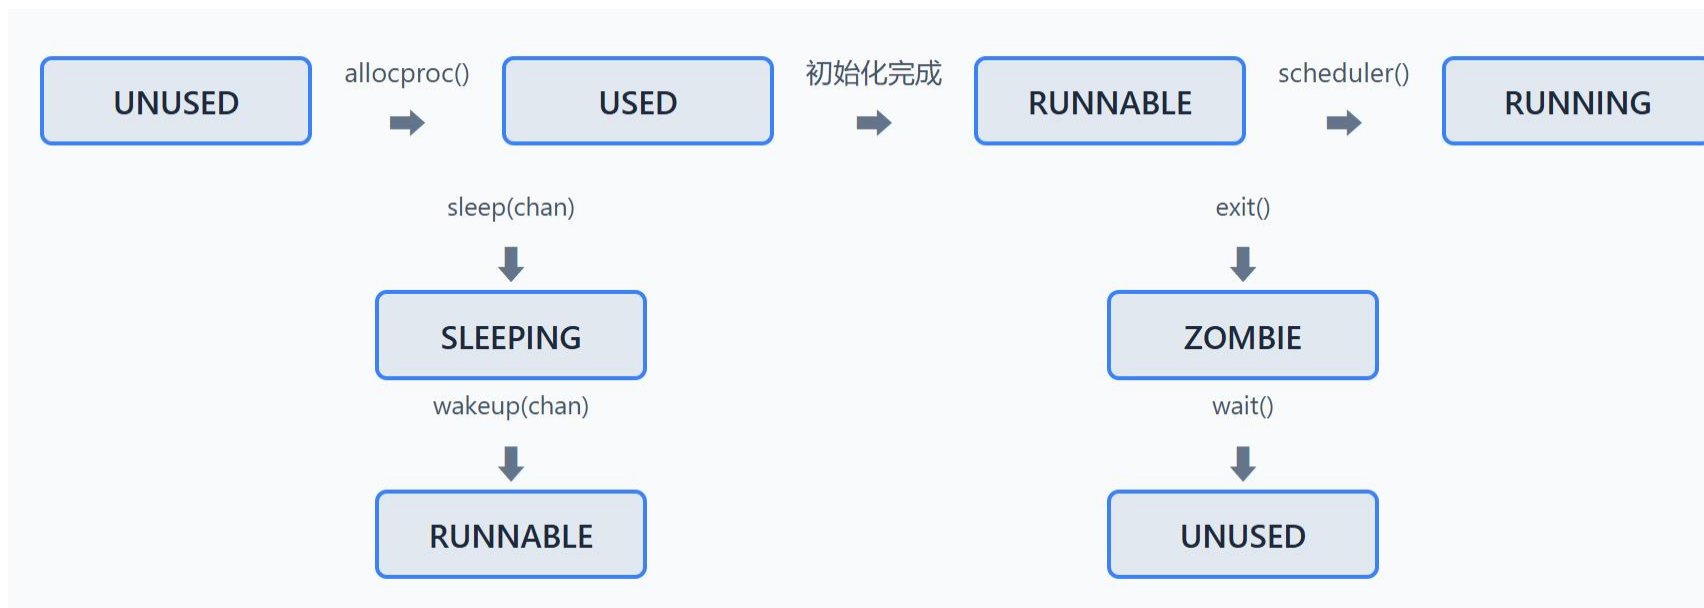 UNUSED
allocproc()
USED
初始化完成
RUNNABLE
scheduler()
RUNNING
sleep(chan)
SLEEPING
wakeup(chan)
RUNNABLE
exit()
ZOMBIE
wait()
UNUSED